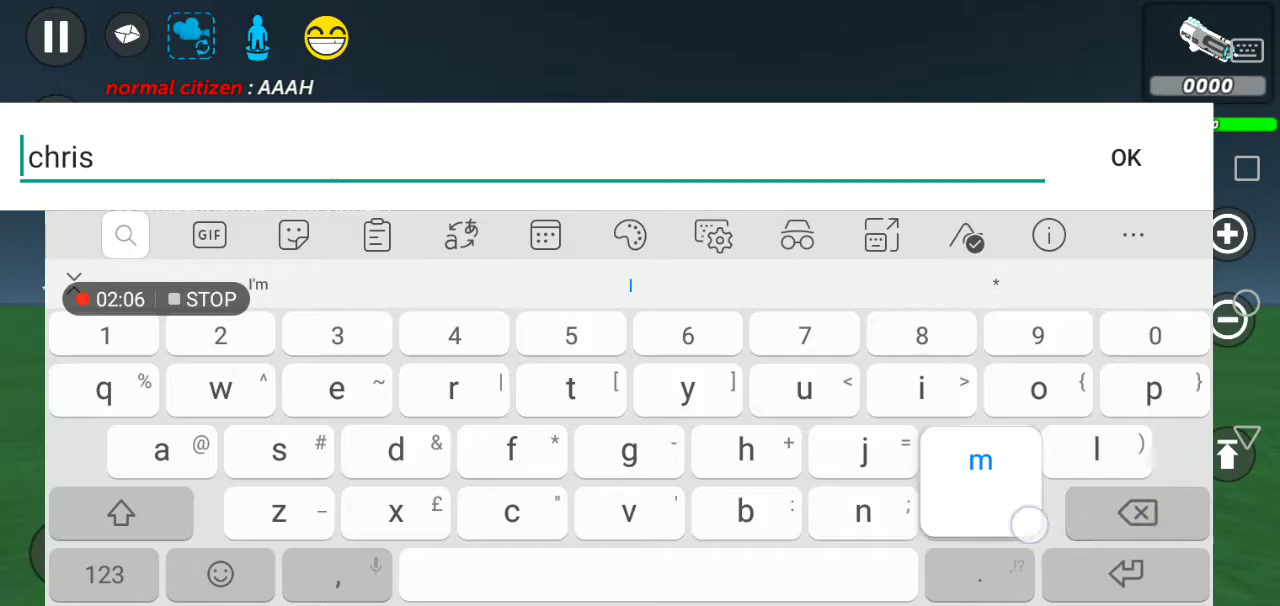 normal citizen : AAAH
0000
chris
OK
GIF
I'm
I
*
02:06 STOP
1 2 3 4 5 6 7 8 9 0
q % w ^ e ~ r | t [ y ] u < i > o { p }
a @ s # d & f * g - h + j = m l )
z _ x £ c " v ' b : n ;
123 , . ,!?